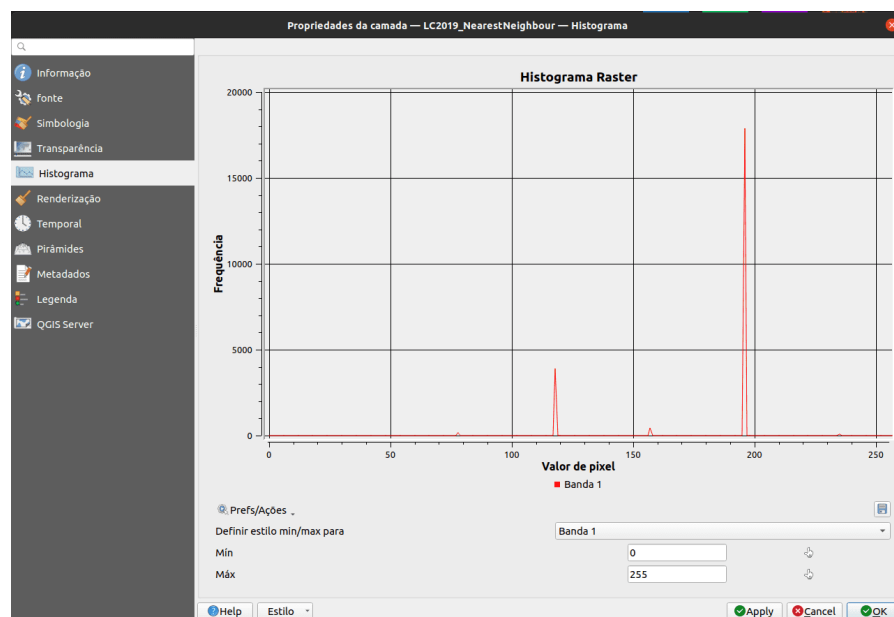 Propriedades da camada — LC2019_NearestNeighbour — Histograma
Informação
fonte
Simbologia
Transparência
Histograma
Renderização
Temporal
Pirâmides
Metadados
Legenda
QGIS Server
Histograma Raster
Frequência
20000
15000
10000
5000
0
0 50 100 150 200 250
Valor de pixel
Banda 1
Prefs/Ações
Definir estilo min/max para Banda 1
Mín 0
Máx 255
Help Estilo Apply Cancel OK